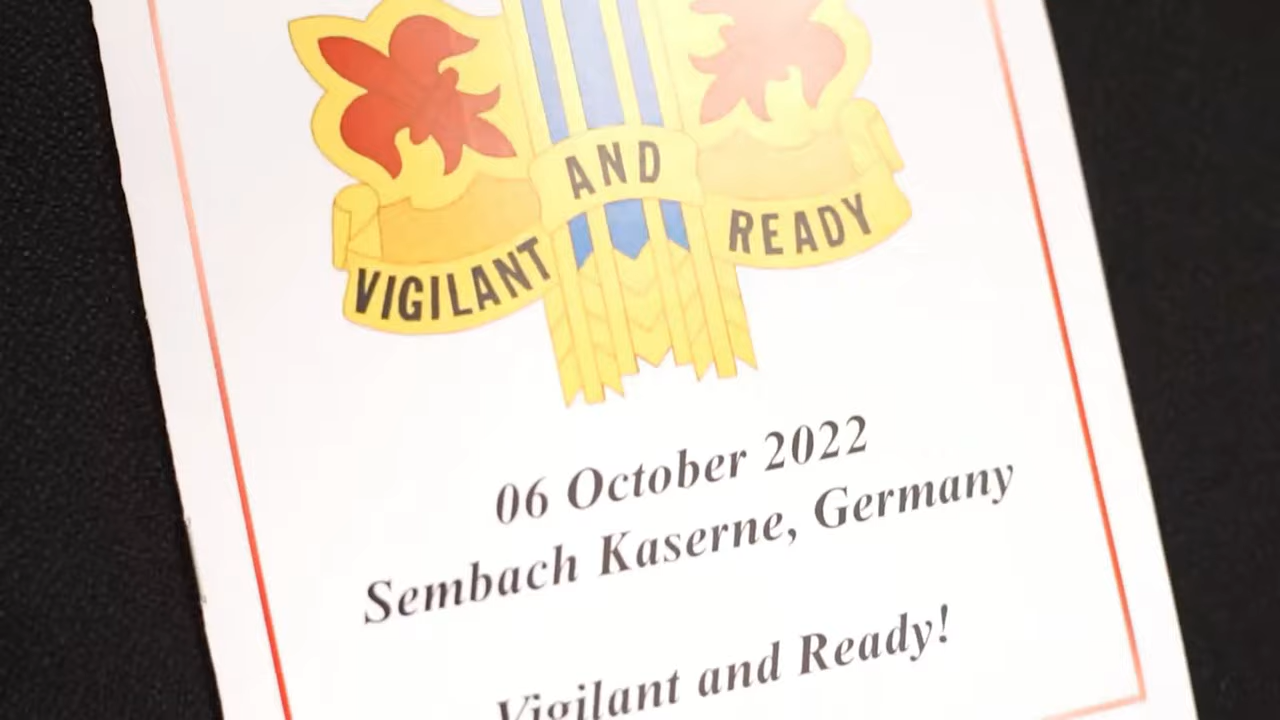 VIGILANT AND READY
06 October 2022
Sembach Kaserne, Germany
Vigilant and Ready!